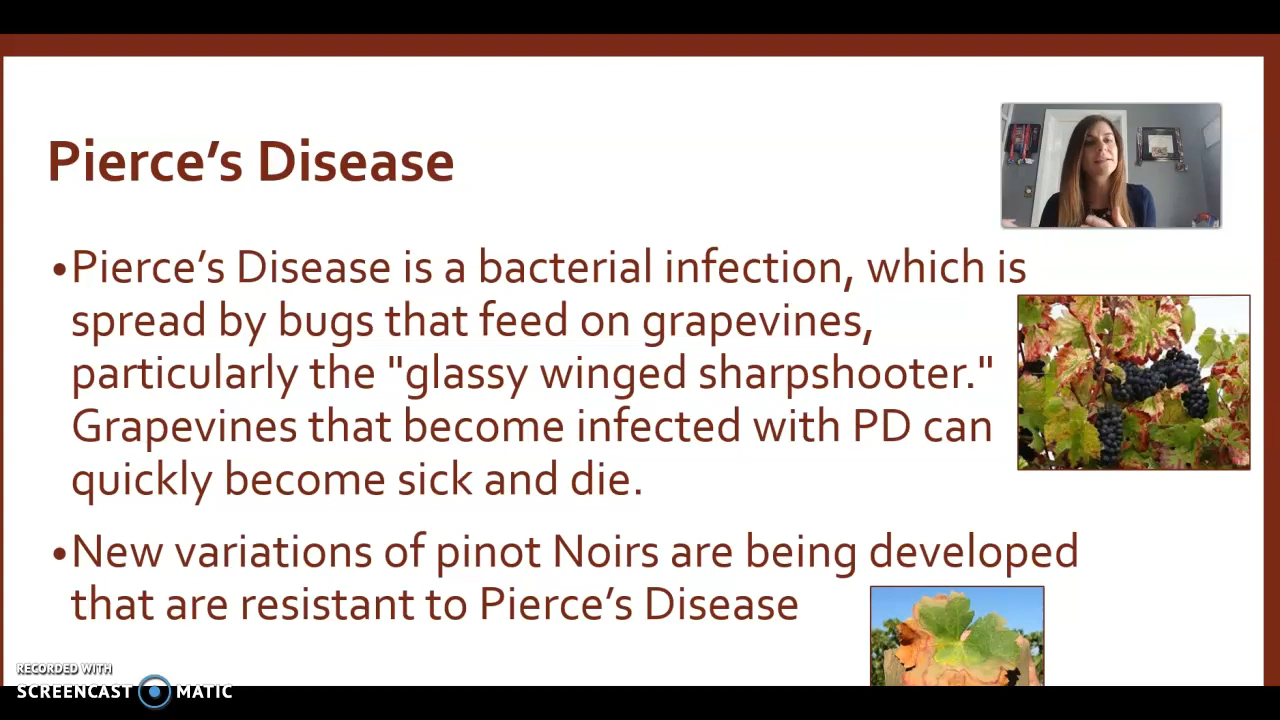 Pierce’s Disease
•Pierce’s Disease is a bacterial infection, which is
spread by bugs that feed on grapevines,
particularly the "glassy winged sharpshooter."
Grapevines that become infected with PD can
quickly become sick and die.
•New variations of pinot Noirs are being developed
that are resistant to Pierce’s Disease
RECORDED WITH
SCREENCAST MATIC